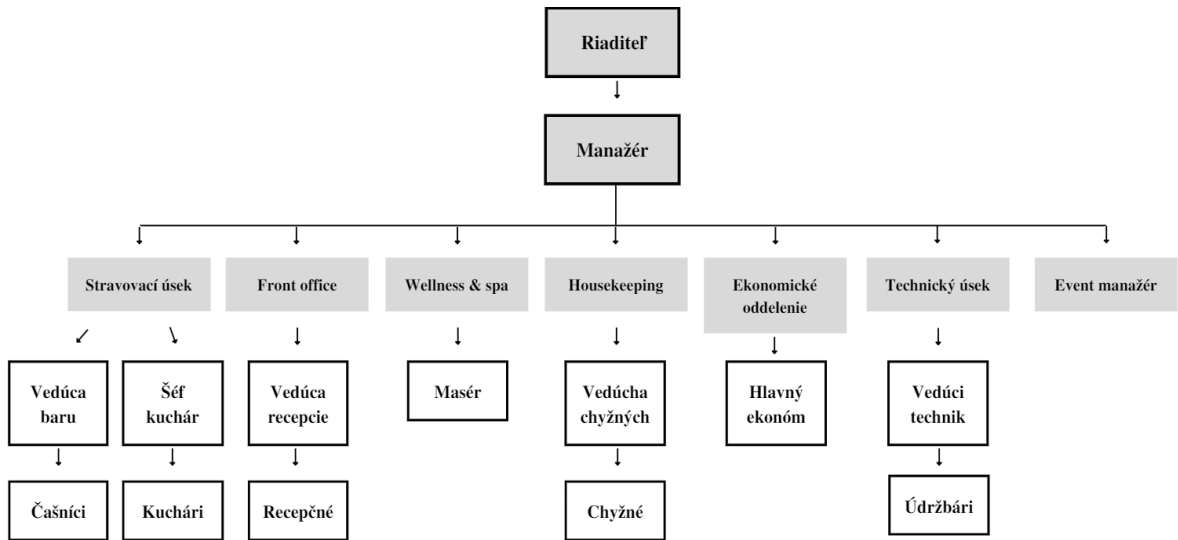 Riaditeľ
Manažér
Stravovací úsek
Front office
Wellness & spa
Housekeeping
Ekonomické
oddelenie
Technický úsek
Event manažér
Vedúca
baru
Šéf
kuchár
Vedúca
recepcie
Masér
Vedúcha
chyžných
Hlavný
ekonóm
Vedúci
technik
Čašníci
Kuchári
Recepčné
Chyžné
Údržbári